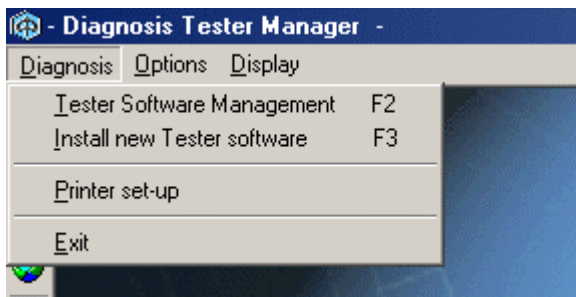 - Diagnosis Tester Manager -
Diagnosis Options Display
Tester Software Management F2
Install new Tester software F3
Printer set-up
Exit